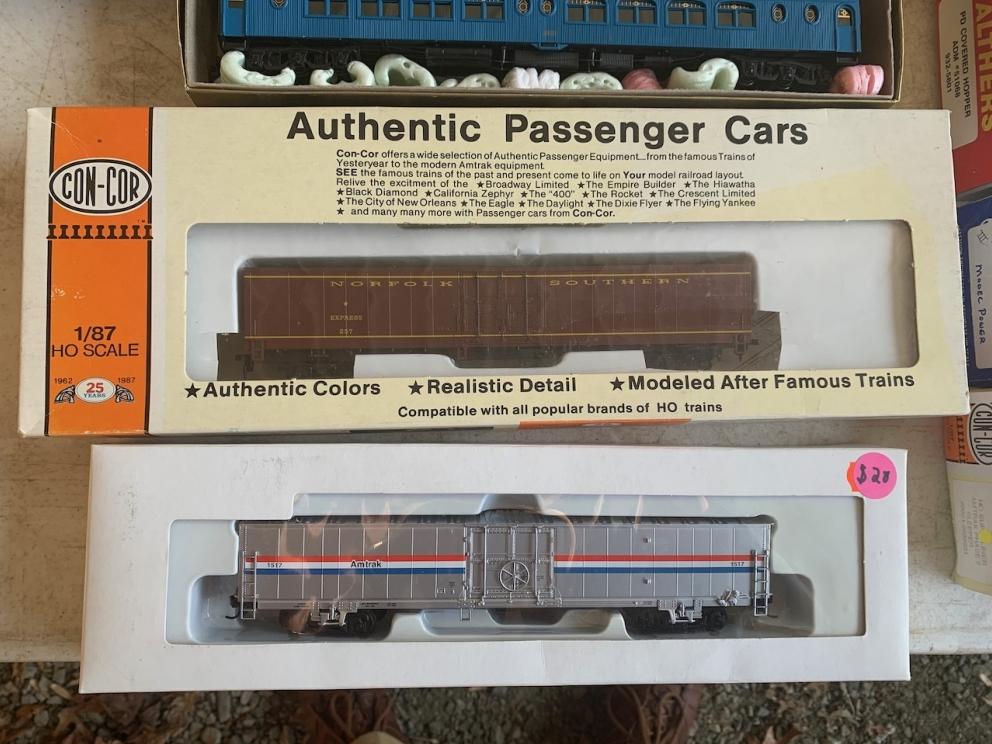 Authentic Passenger Cars
Con-Cor offers a wide selection of Authentic Passenger Equipment...from the famous Trains of
Yesteryear to the modern Amtrak equipment.
SEE the famous trains of the past and present come to life on Your model railroad layout.
Relive the excitment of the ★Broadway Limited ★The Empire Builder ★The Hiawatha
★Black Diamond ★California Zephyr ★The "400" ★The Rocket ★The Crescent Limited
★The City of New Orleans ★The Eagle ★The Daylight ★The Dixie Flyer ★The Flying Yankee
★ and many many more with Passenger cars from Con-Cor.
CON-COR
TM
1/87
HO SCALE
1962 25 YEARS 1987
NORFOLK SOUTHERN
EXPRESS
257
★Authentic Colors ★Realistic Detail ★Modeled After Famous Trains
Compatible with all popular brands of HO trains
$20
1517 Amtrak 1517
ALTHERS
PD COVERED HOPPER
932-5801
MODEL POWER
CON-COR